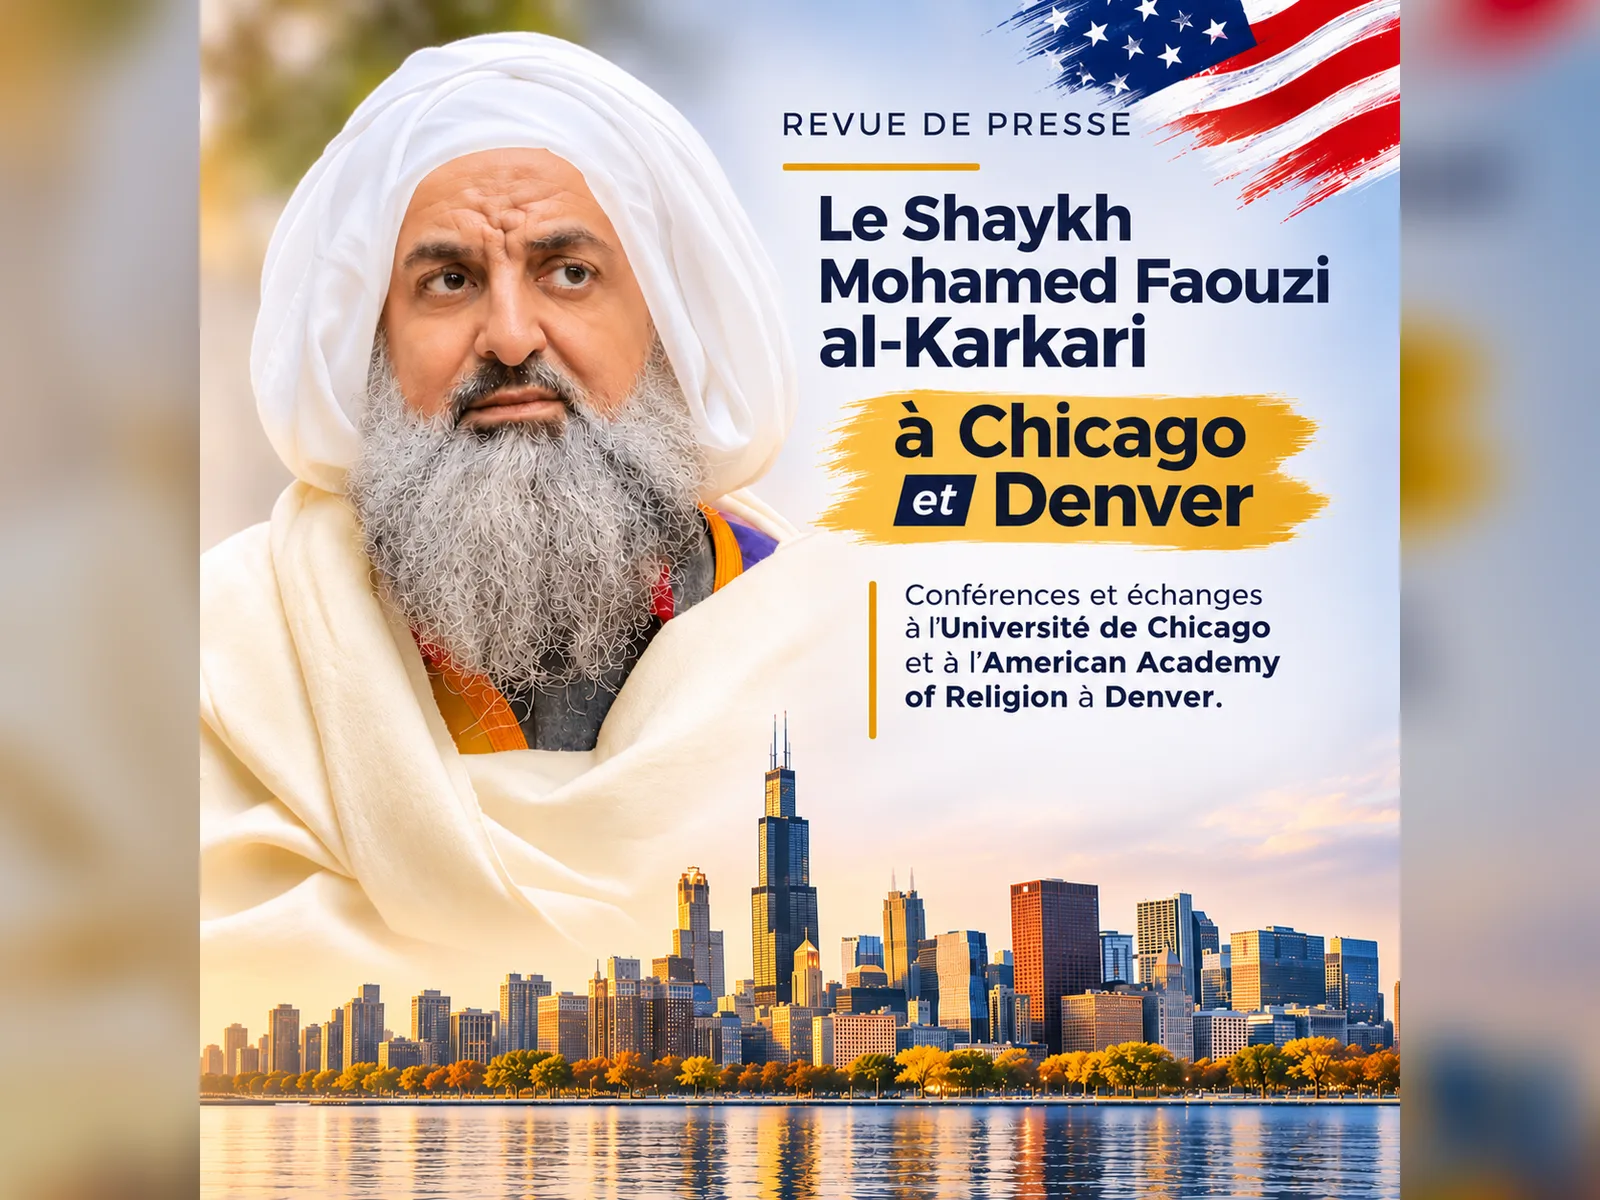 REVUE DE PRESSE
Le Shaykh
Mohamed Faouzi
al-Karkari
à Chicago
et Denver
Conférences et échanges
à l'Université de Chicago
et à l'American Academy
of Religion à Denver.